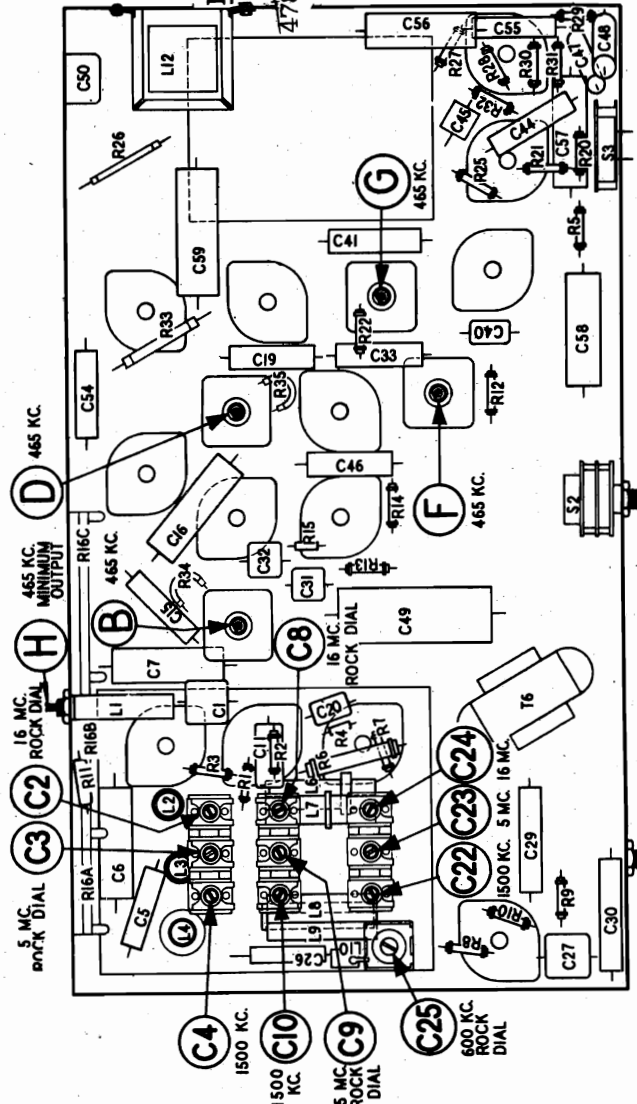 L12
C50
R26
C56
C55
R29
R27
R28
R30
R31
C47
C48
R32
C45
C44
C57
R20
S3
R25
R21
R5
G
465 KC.
C41
C59
R33
C54
C19
R35
R22
C33
C40
C58
R12
D
465 KC.
F
465 KC.
C46
R14
R15
C16
C32
C31
R13
S2
R16C
465 KC.
MINIMUM
OUTPUT
465 KC.
C15
R34
B
H
16 MC.
ROCK DIAL
C7
L1
C1
R16B
R11
C8
16 MC.
ROCK DIAL
C49
C20
R4
R7
R6
T6
C11
R2
R3
R1
L6
L7
C2
C3
5 MC.
ROCK DIAL
L2
L3
L4
R16A
C6
C5
C24
16 MC.
C23
5 MC.
C22
1500 KC.
L8
L9
C26
L10
C29
R9
R10
R8
C27
C30
C4
1500 KC.
C10
1500
KC.
C9
5 MC.
ROCK
DIAL
C25
600 KC.
ROCK
DIAL